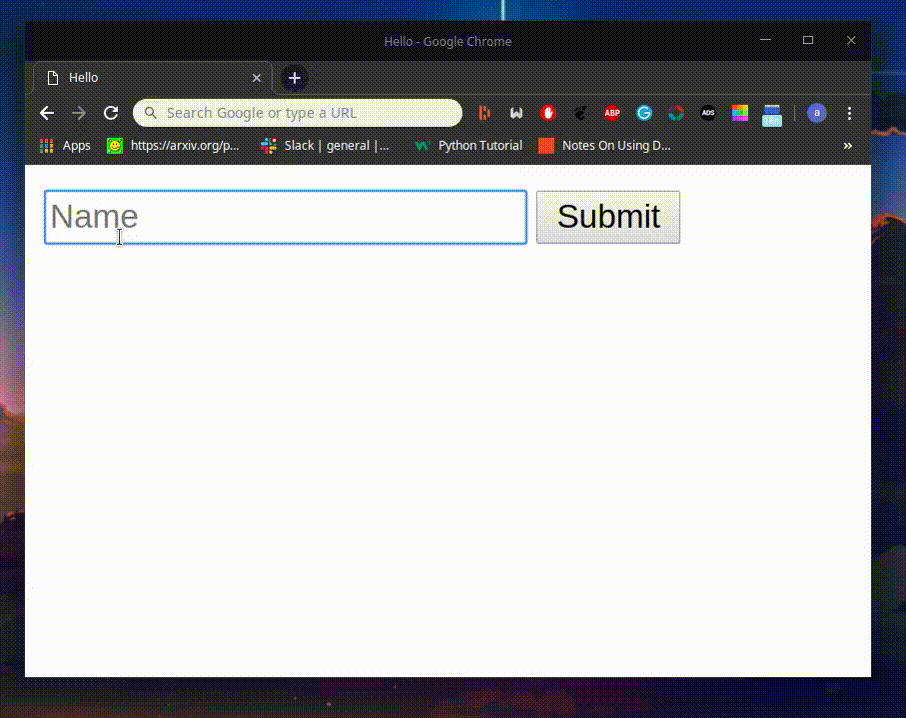 Hello - Google Chrome
Hello
Search Google or type a URL
ABP
ADS
a
Apps
https://arxiv.org/p...
Slack | general |...
Python Tutorial
Notes On Using D...
»
Name
Submit